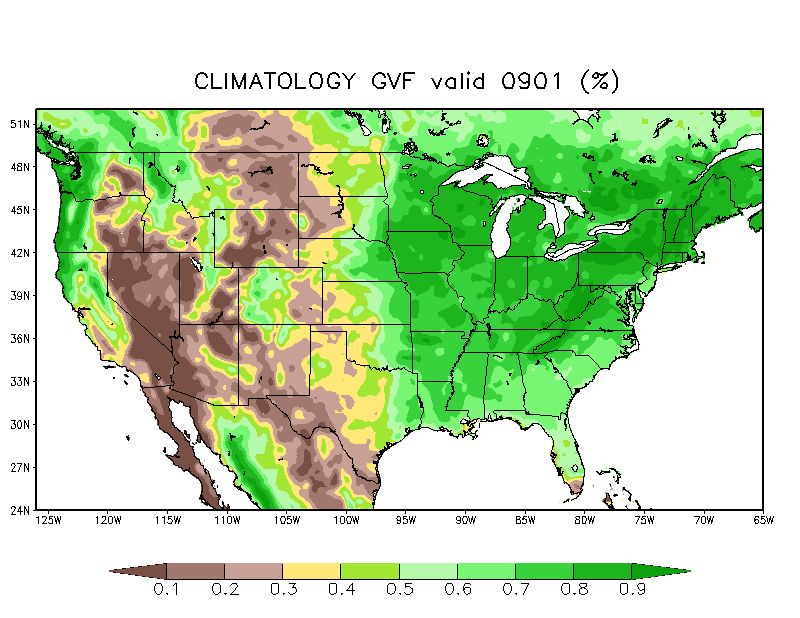 CLIMATOLOGY GVF valid 0901 (%)
51N
48N
45N
42N
39N
36N
33N
30N
27N
24N
125W 120W 115W 110W 105W 100W 95W 90W 85W 80W 75W 70W 65W
0.1 0.2 0.3 0.4 0.5 0.6 0.7 0.8 0.9